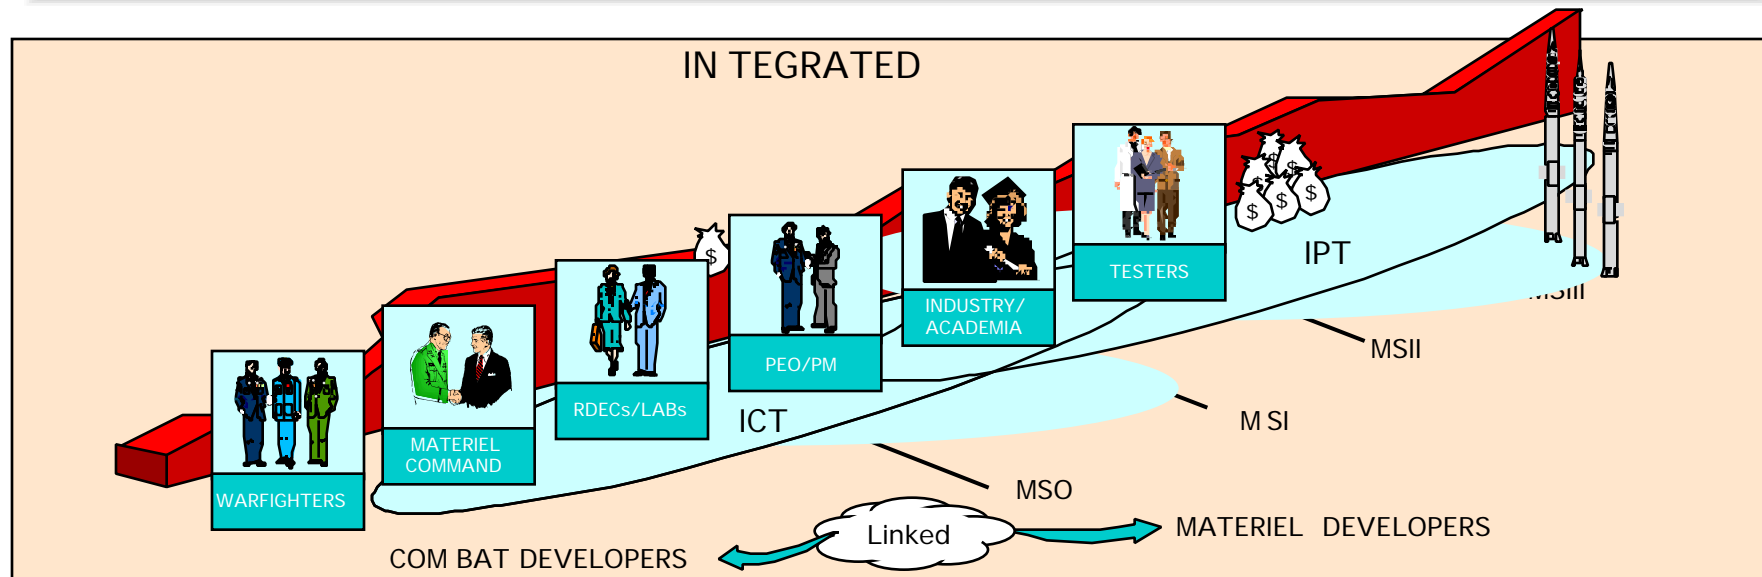 IN TEGRATED
TESTERS
IPT
INDUSTRY/
ACADEMIA
MSIII
PEO/PM
MSII
RDECs/LABs
ICT
M SI
MATERIEL
COMMAND
WARFIGHTERS
MSO
Linked
MATERIEL DEVELOPERS
COM BAT DEVELOPERS
$
$
$
$
$
$
$